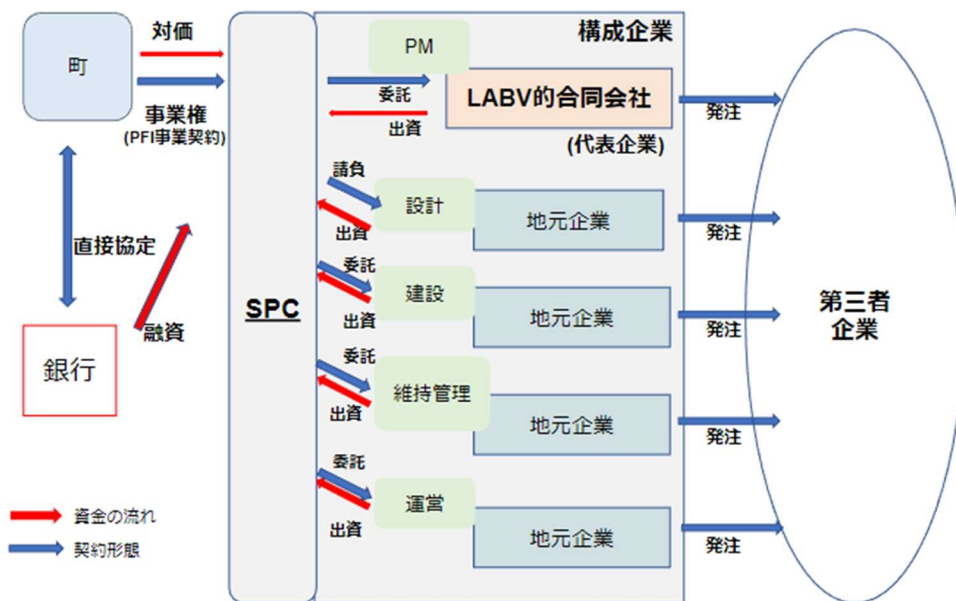 町
対価
事業権
(PFI事業契約)
直接協定
銀行
融資
資金の流れ
契約形態
SPC
構成企業
PM
委託
出資
LABV的合同会社
(代表企業)
発注
請負
出資
設計
地元企業
発注
委託
出資
建設
地元企業
発注
委託
出資
維持管理
地元企業
発注
委託
出資
運営
地元企業
発注
第三者
企業